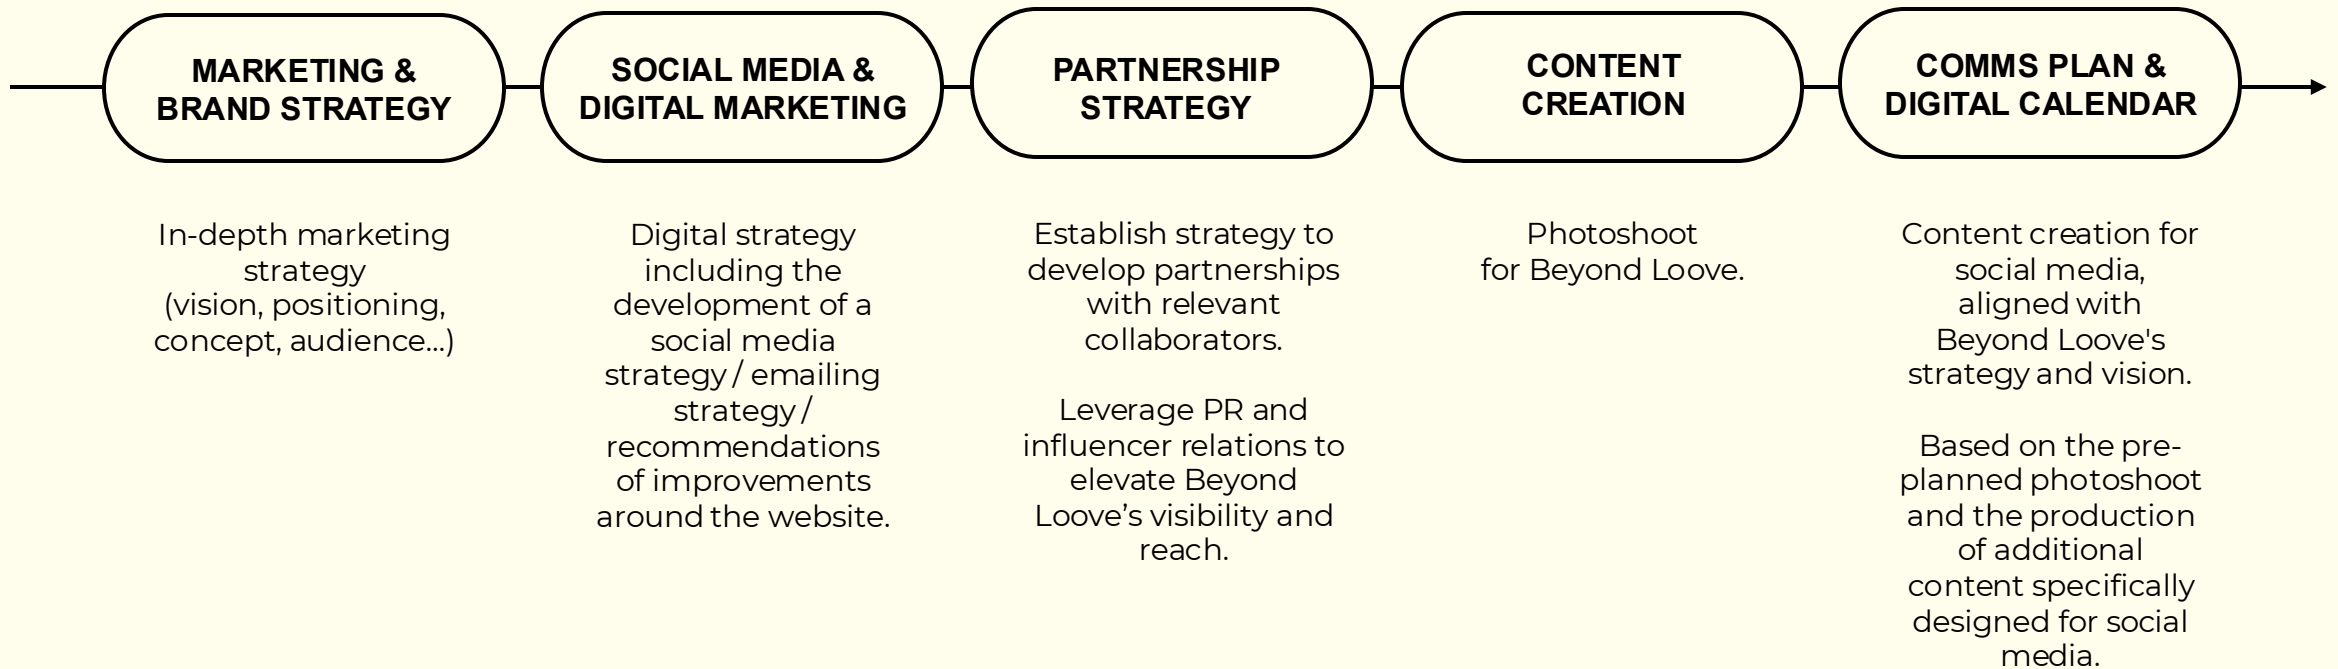 MARKETING &
BRAND STRATEGY
In-depth marketing
strategy
(vision, positioning,
concept, audience...)
SOCIAL MEDIA &
DIGITAL MARKETING
Digital strategy
including the
development of a
social media
strategy / emailing
strategy /
recommendations
of improvements
around the website.
PARTNERSHIP
STRATEGY
Establish strategy to
develop partnerships
with relevant
collaborators.
Leverage PR and
influencer relations to
elevate Beyond
Loove’s visibility and
reach.
CONTENT
CREATION
Photoshoot
for Beyond Loove.
COMMS PLAN &
DIGITAL CALENDAR
Content creation for
social media,
aligned with
Beyond Loove's
strategy and vision.
Based on the pre-
planned photoshoot
and the production
of additional
content specifically
designed for social
media.